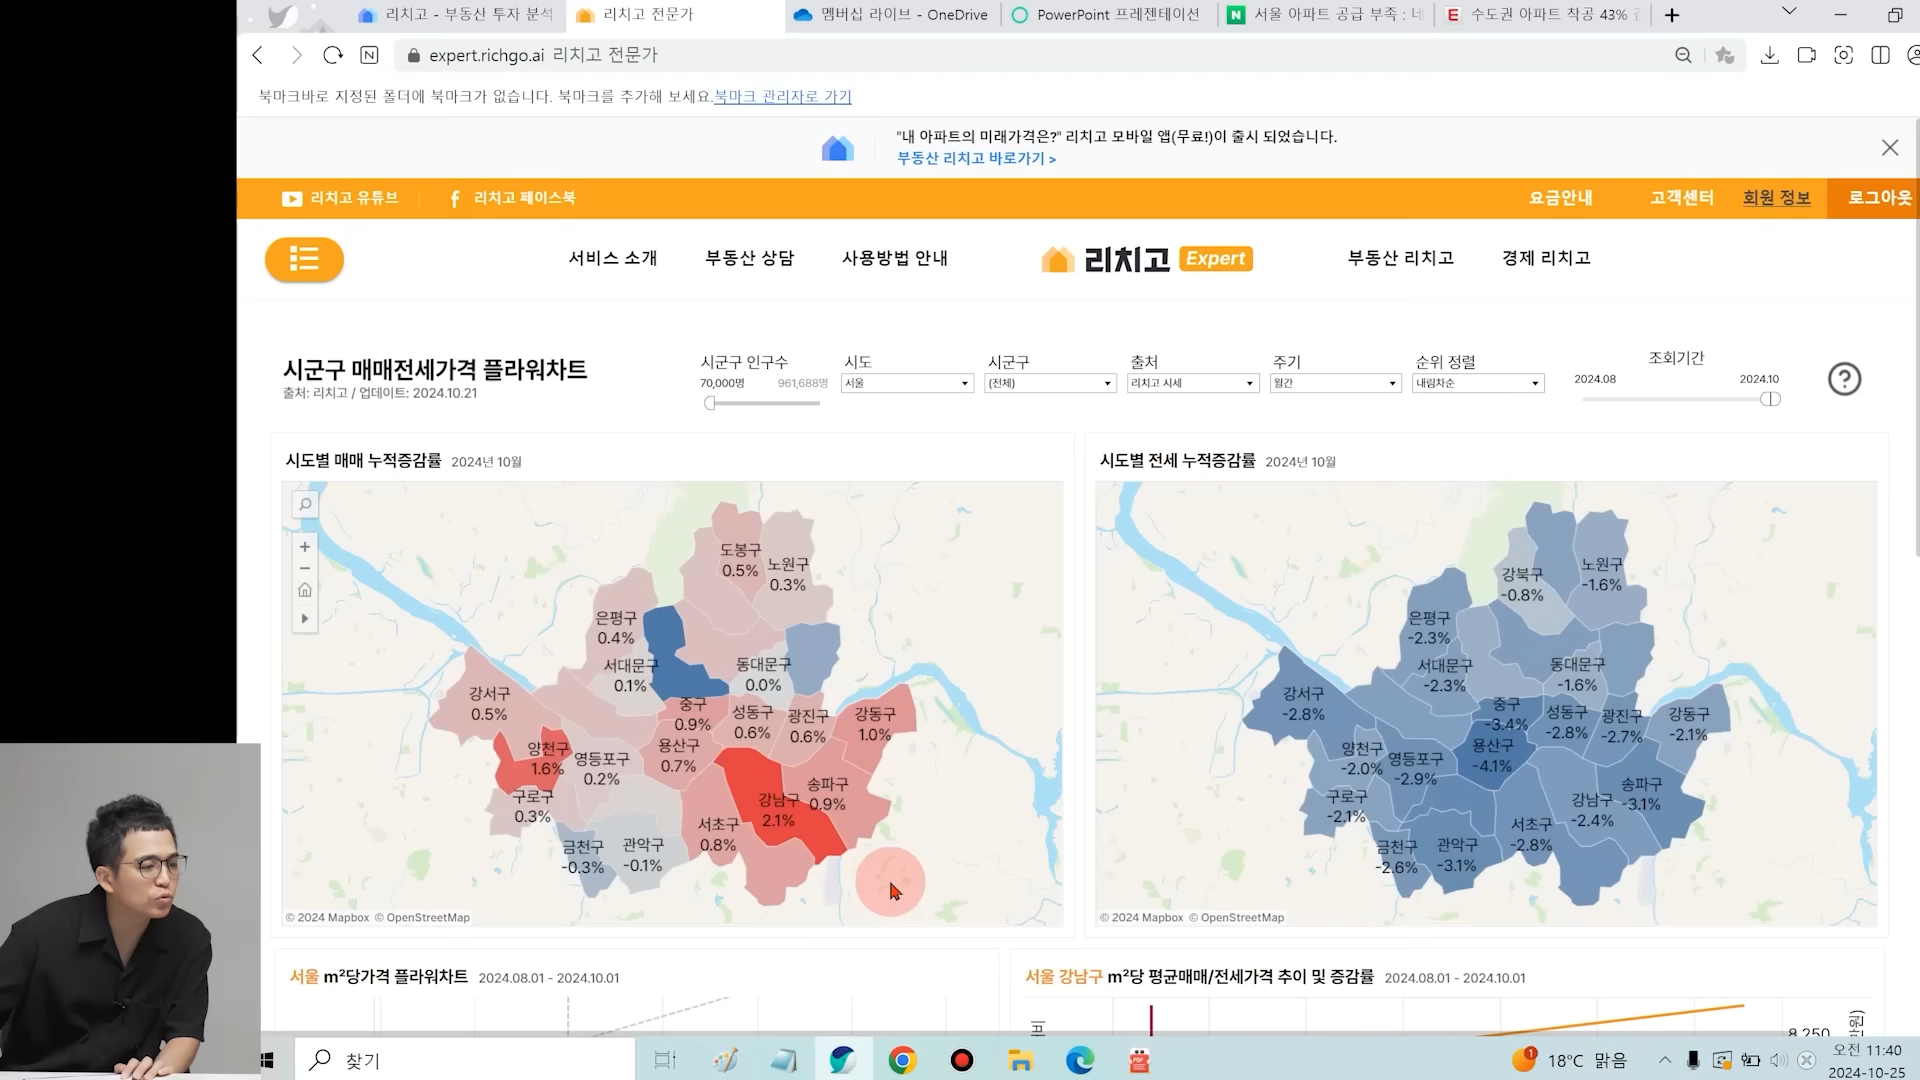 리치고 - 부동산 투자 분석
리치고 전문가
멤버십 라이브 - OneDrive
PowerPoint 프레젠테이션
서울 아파트 공급 부족 : 네
수도권 아파트 착공 43%
expert.richgo.ai 리치고 전문가
북마크바로 지정된 폴더에 북마크가 없습니다. 북마크를 추가해 보세요.북마크 관리자로 가기
"내 아파트의 미래가격은?" 리치고 모바일 앱(무료!)이 출시 되었습니다.
부동산 리치고 바로가기 >
리치고 유튜브
리치고 페이스북
요금안내
고객센터
회원 정보
로그아웃
서비스 소개
부동산 상담
사용방법 안내
리치고 Expert
부동산 리치고
경제 리치고
시군구 매매전세가격 플라워차트
출처: 리치고 / 업데이트: 2024.10.21
시군구 인구수
70,000명 961,688명
시도
서울
시군구
(전체)
출처
리치고 시세
주기
월간
순위 정렬
내림차순
조회기간
2024.08 2024.10
시도별 매매 누적증감률 2024년 10월
도봉구
0.5%
노원구
0.3%
은평구
0.4%
서대문구
0.1%
동대문구
0.0%
강서구
0.5%
중구
0.9%
성동구
0.6%
광진구
0.6%
강동구
1.0%
양천구
1.6%
영등포구
0.2%
용산구
0.7%
구로구
0.3%
강남구
2.1%
송파구
0.9%
서초구
0.8%
금천구
-0.3%
관악구
-0.1%
© 2024 Mapbox © OpenStreetMap
시도별 전세 누적증감률 2024년 10월
강북구
-0.8%
노원구
-1.6%
은평구
-2.3%
서대문구
-2.3%
동대문구
-1.6%
강서구
-2.8%
중구
-3.4%
성동구
-2.8%
광진구
-2.7%
강동구
-2.1%
양천구
-2.0%
영등포구
-2.9%
용산구
-4.1%
구로구
-2.1%
강남구
-2.4%
송파구
-3.1%
서초구
-2.8%
금천구
-2.6%
관악구
-3.1%
© 2024 Mapbox © OpenStreetMap
서울 m²당가격 플라워차트 2024.08.01 - 2024.10.01
서울 강남구 m²당 평균매매/전세가격 추이 및 증감률 2024.08.01 - 2024.10.01
8,250
찾기
18°C 맑음
오전 11:40
2024-10-25